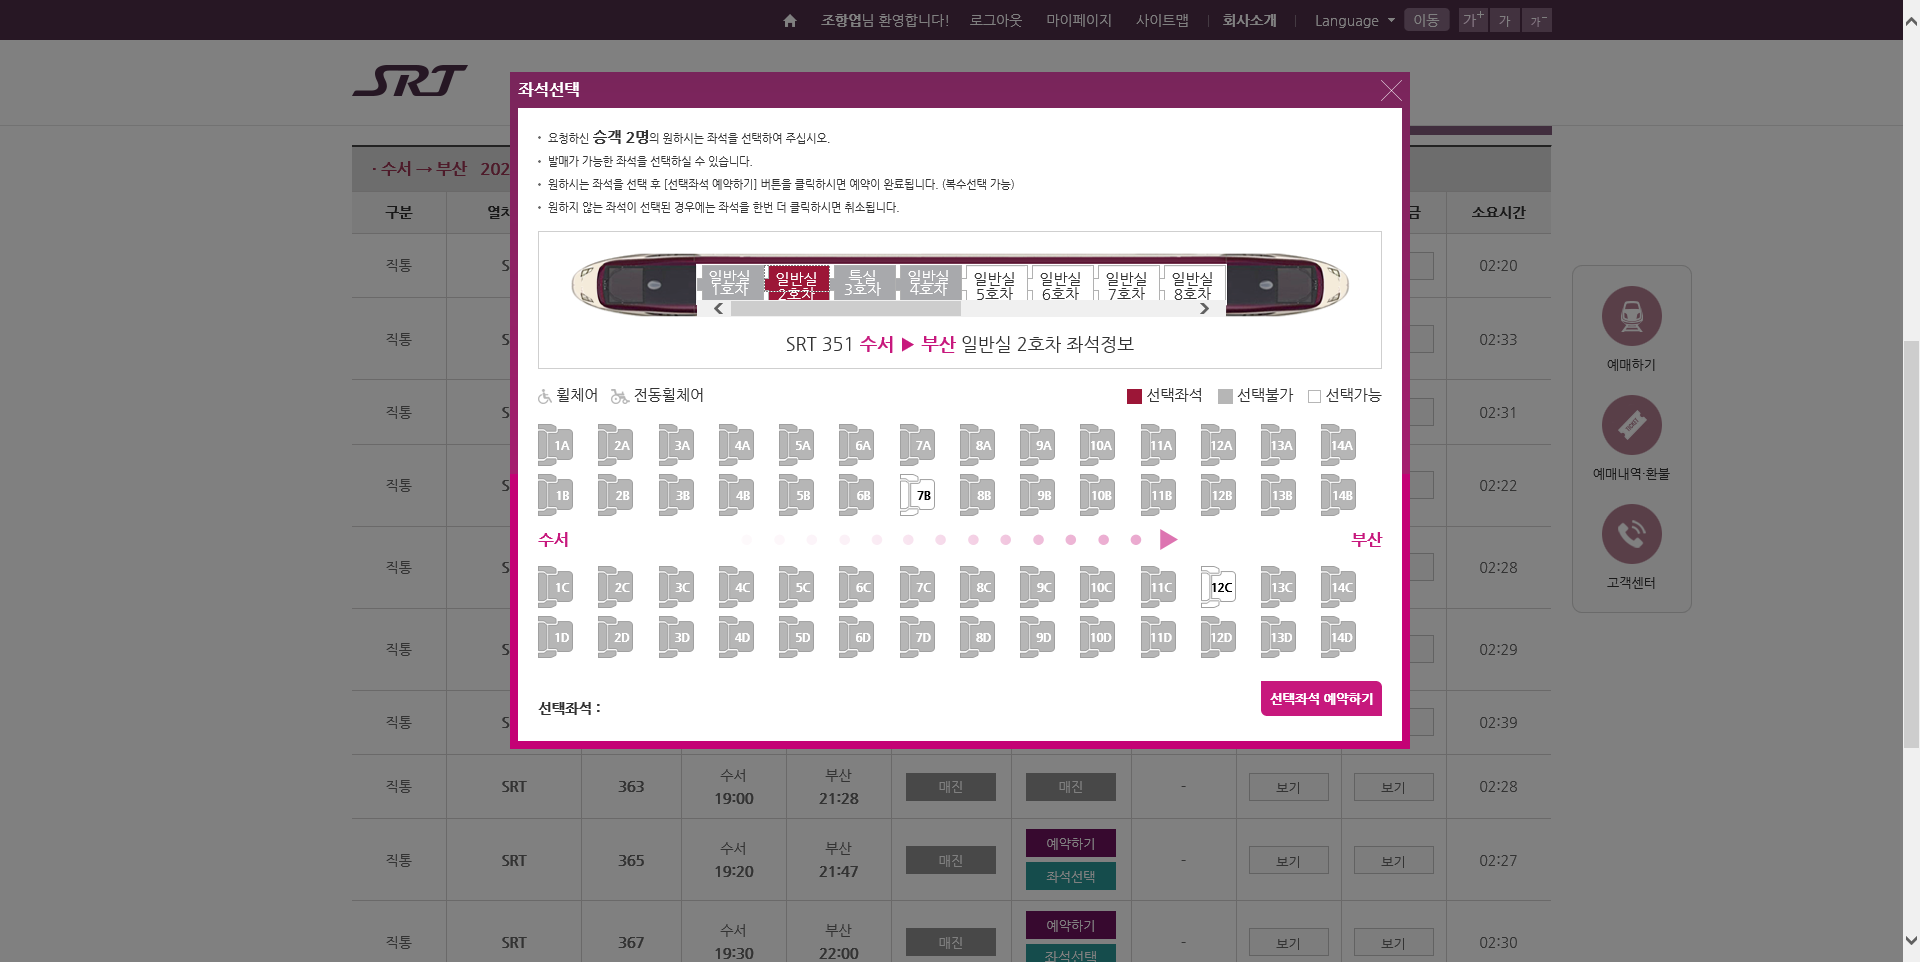 조항업님 환영합니다! 로그아웃 마이페이지 사이트맵 회사소개 Language 이동 가+ 가 가-
SRT
좌석선택
· 요청하신 승객 2명의 원하시는 좌석을 선택하여 주십시오.
· 발매가 가능한 좌석을 선택하실 수 있습니다.
· 원하시는 좌석을 선택 후 [선택좌석 예약하기] 버튼을 클릭하시면 예약이 완료됩니다. (복수선택 가능)
· 원하지 않는 좌석이 선택된 경우에는 좌석을 한번 더 클릭하시면 취소됩니다.
일반실 일반실 특실 일반실 일반실 일반실 일반실 일반실
1호차 2호차 3호차 4호차 5호차 6호차 7호차 8호차
SRT 351 수서 ▶ 부산 일반실 2호차 좌석정보
휠체어 전동휠체어 선택좌석 선택불가 선택가능
1A 2A 3A 4A 5A 6A 7A 8A 9A 10A 11A 12A 13A 14A
1B 2B 3B 4B 5B 6B 7B 8B 9B 10B 11B 12B 13B 14B
수서 부산
1C 2C 3C 4C 5C 6C 7C 8C 9C 10C 11C 12C 13C 14C
1D 2D 3D 4D 5D 6D 7D 8D 9D 10D 11D 12D 13D 14D
선택좌석 :
선택좌석 예약하기
· 수서 → 부산 202
구분 소요시간
직통 02:20
직통 02:33
직통 02:31
직통 02:22
직통 02:28
직통 02:29
직통 02:39
직통 SRT 363 수서 부산 매진 매진 - 보기 보기 02:28
19:00 21:28
직통 SRT 365 수서 부산 매진 예약하기 - 보기 보기 02:27
19:20 21:47 좌석선택
직통 SRT 367 수서 부산 매진 예약하기 - 보기 보기 02:30
19:30 22:00 좌석선택
예매하기
TICKET
예매내역·환불
고객센터